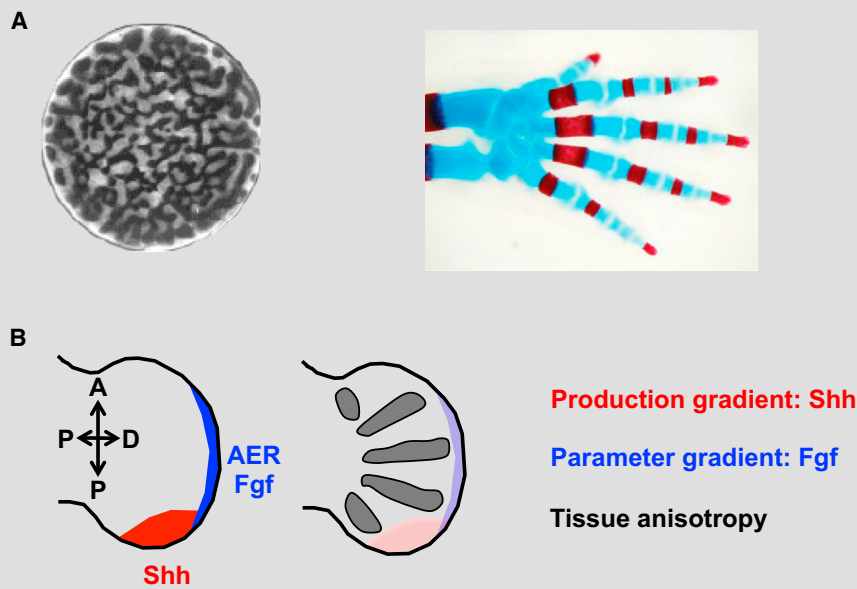 A
B
A
P
D
P
AER
Fgf
Shh
Production gradient: Shh
Parameter gradient: Fgf
Tissue anisotropy